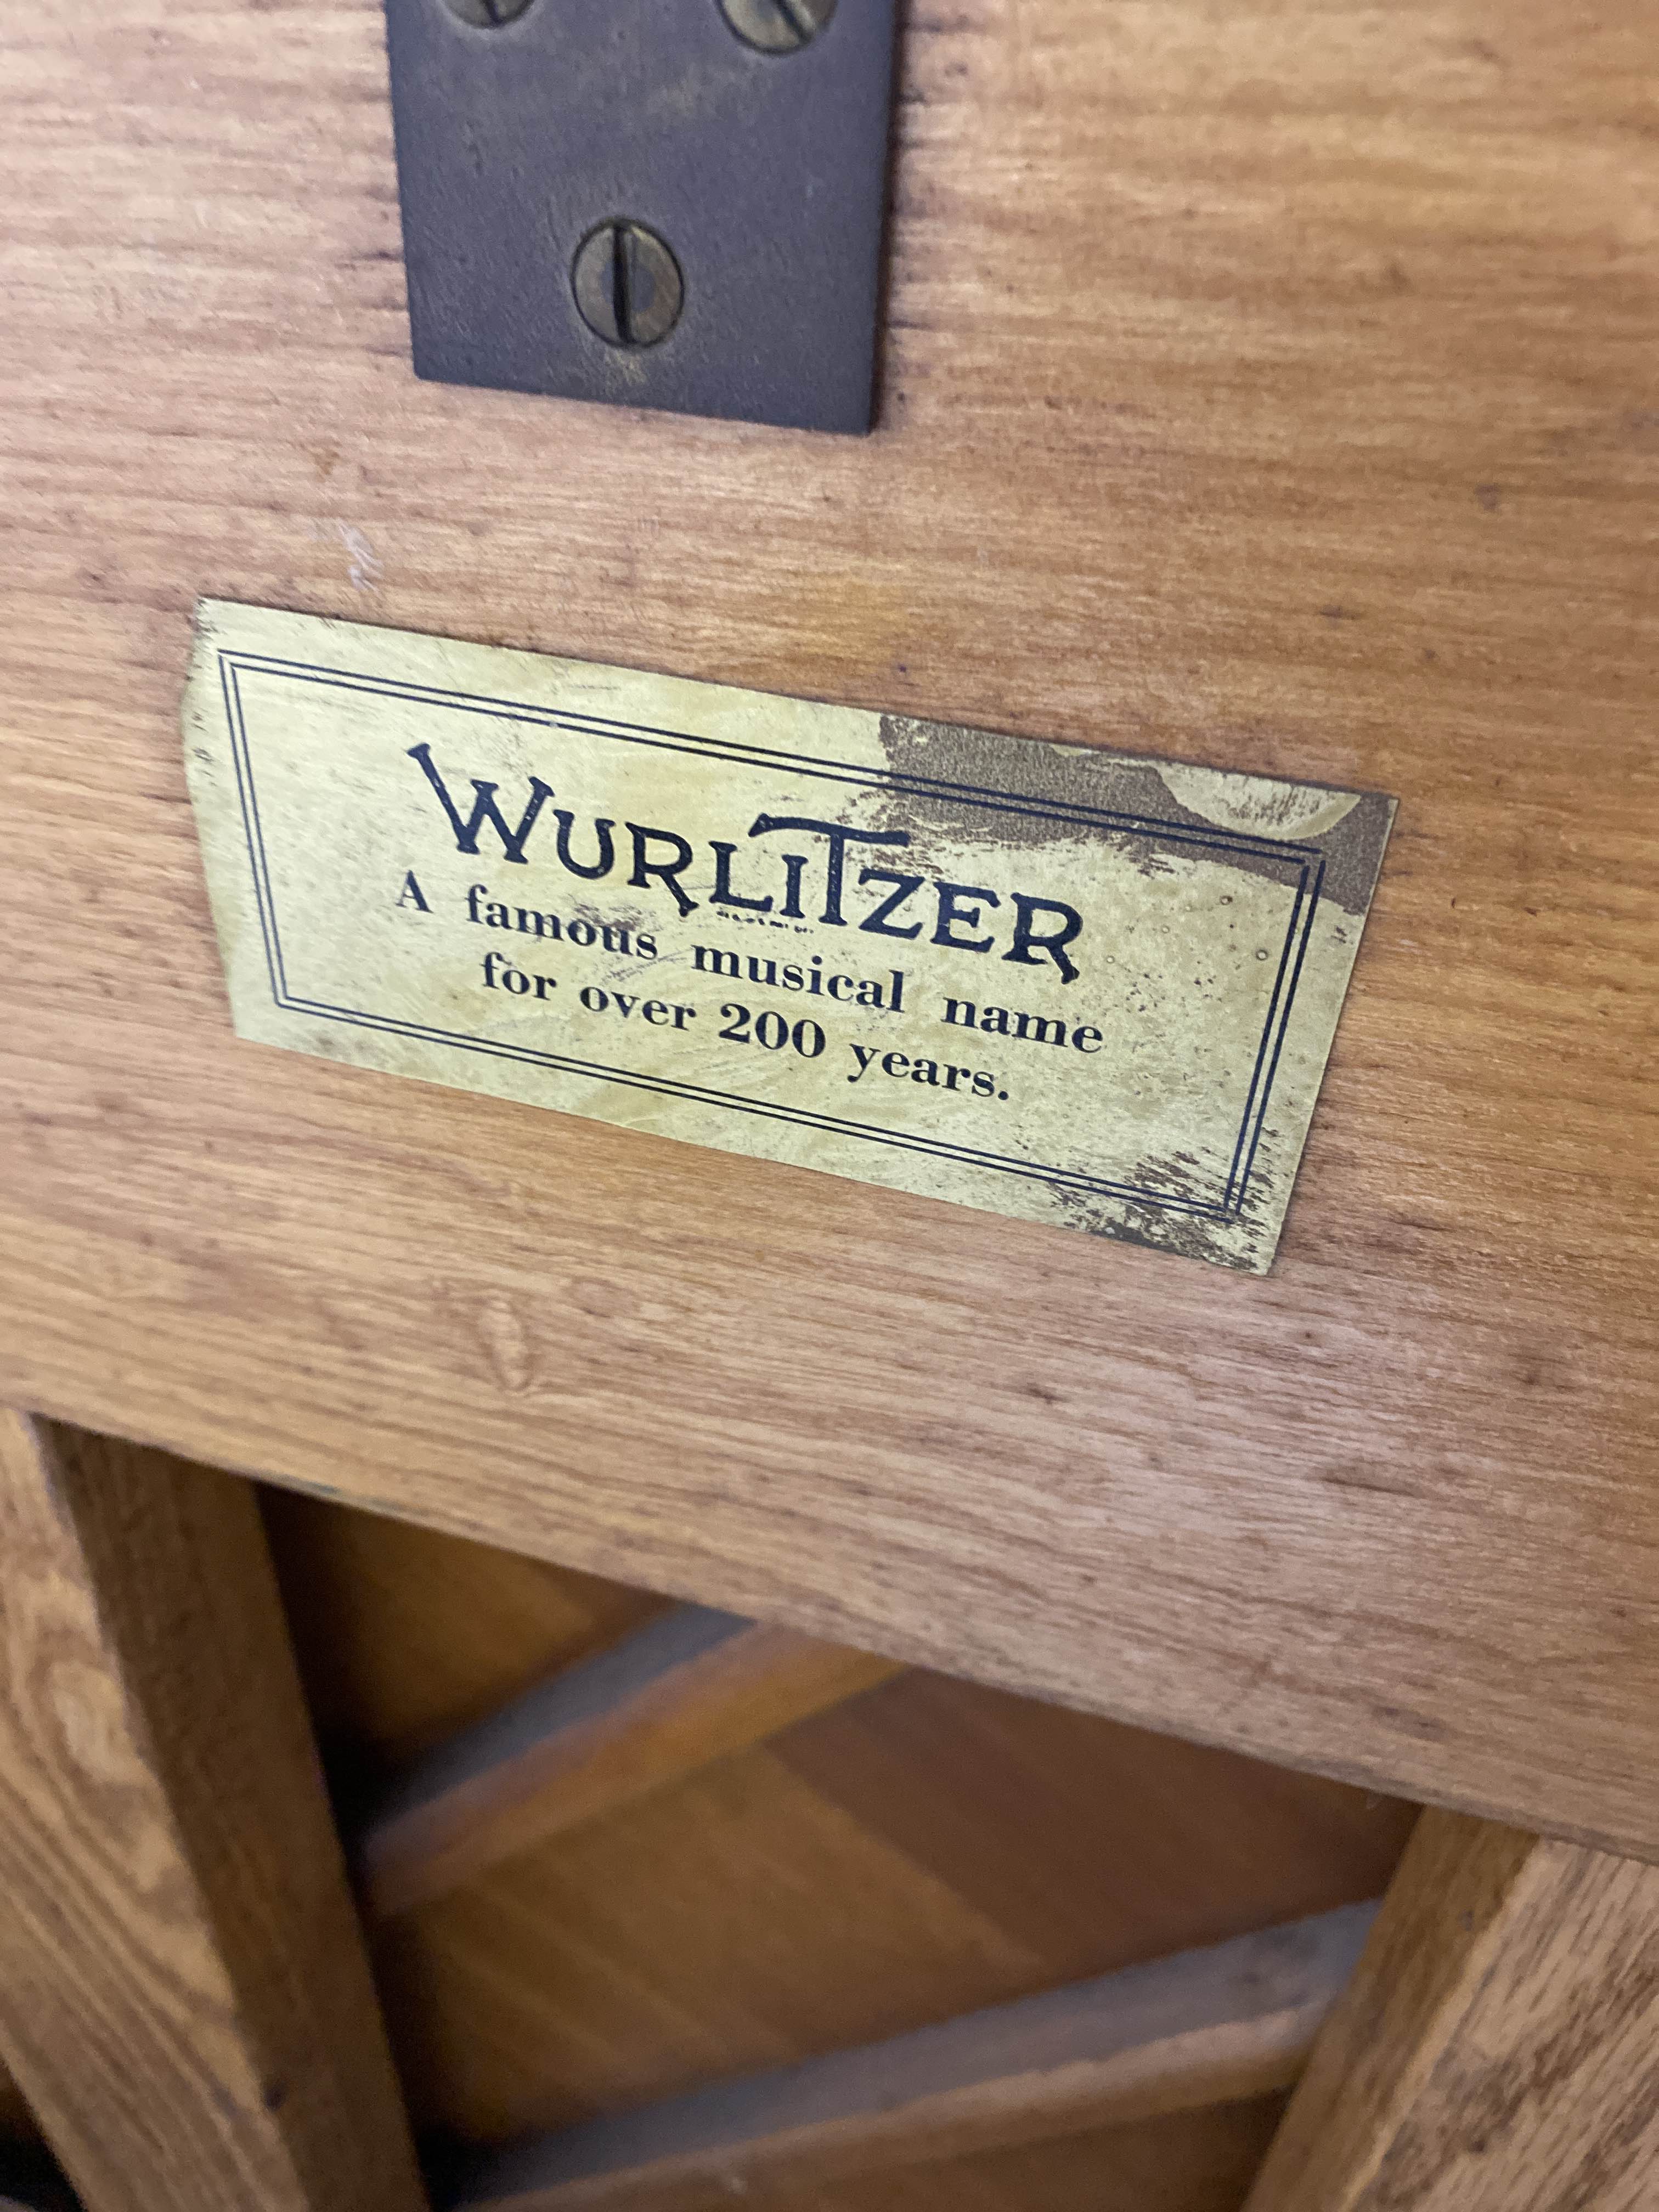 WURLITZER
A famous musical name
for over 200 years.